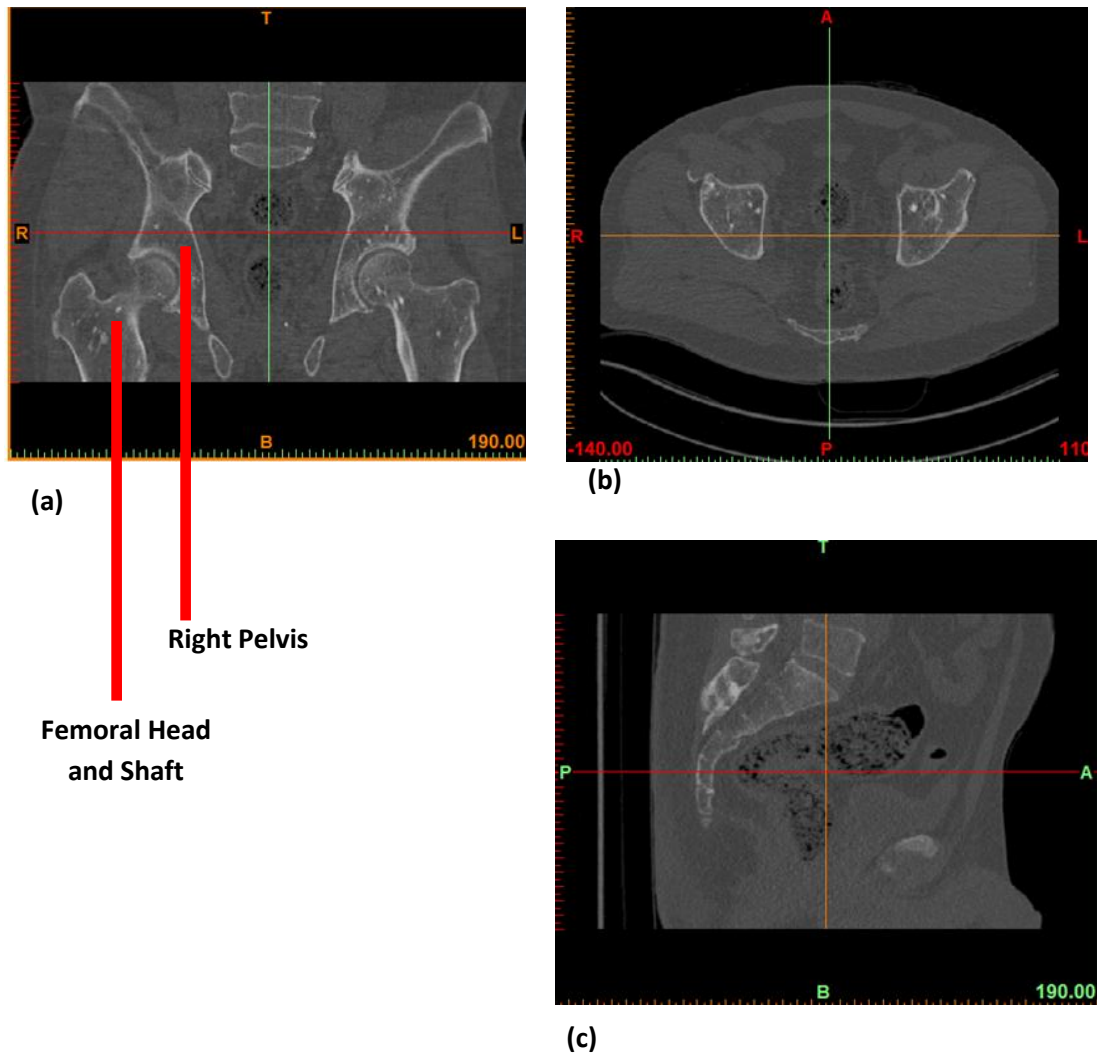 T
R
L
B
190.00
(a)
Right Pelvis
Femoral Head
and Shaft
A
R
L
-140.00
P
110
(b)
T
P
A
B
190.00
(c)